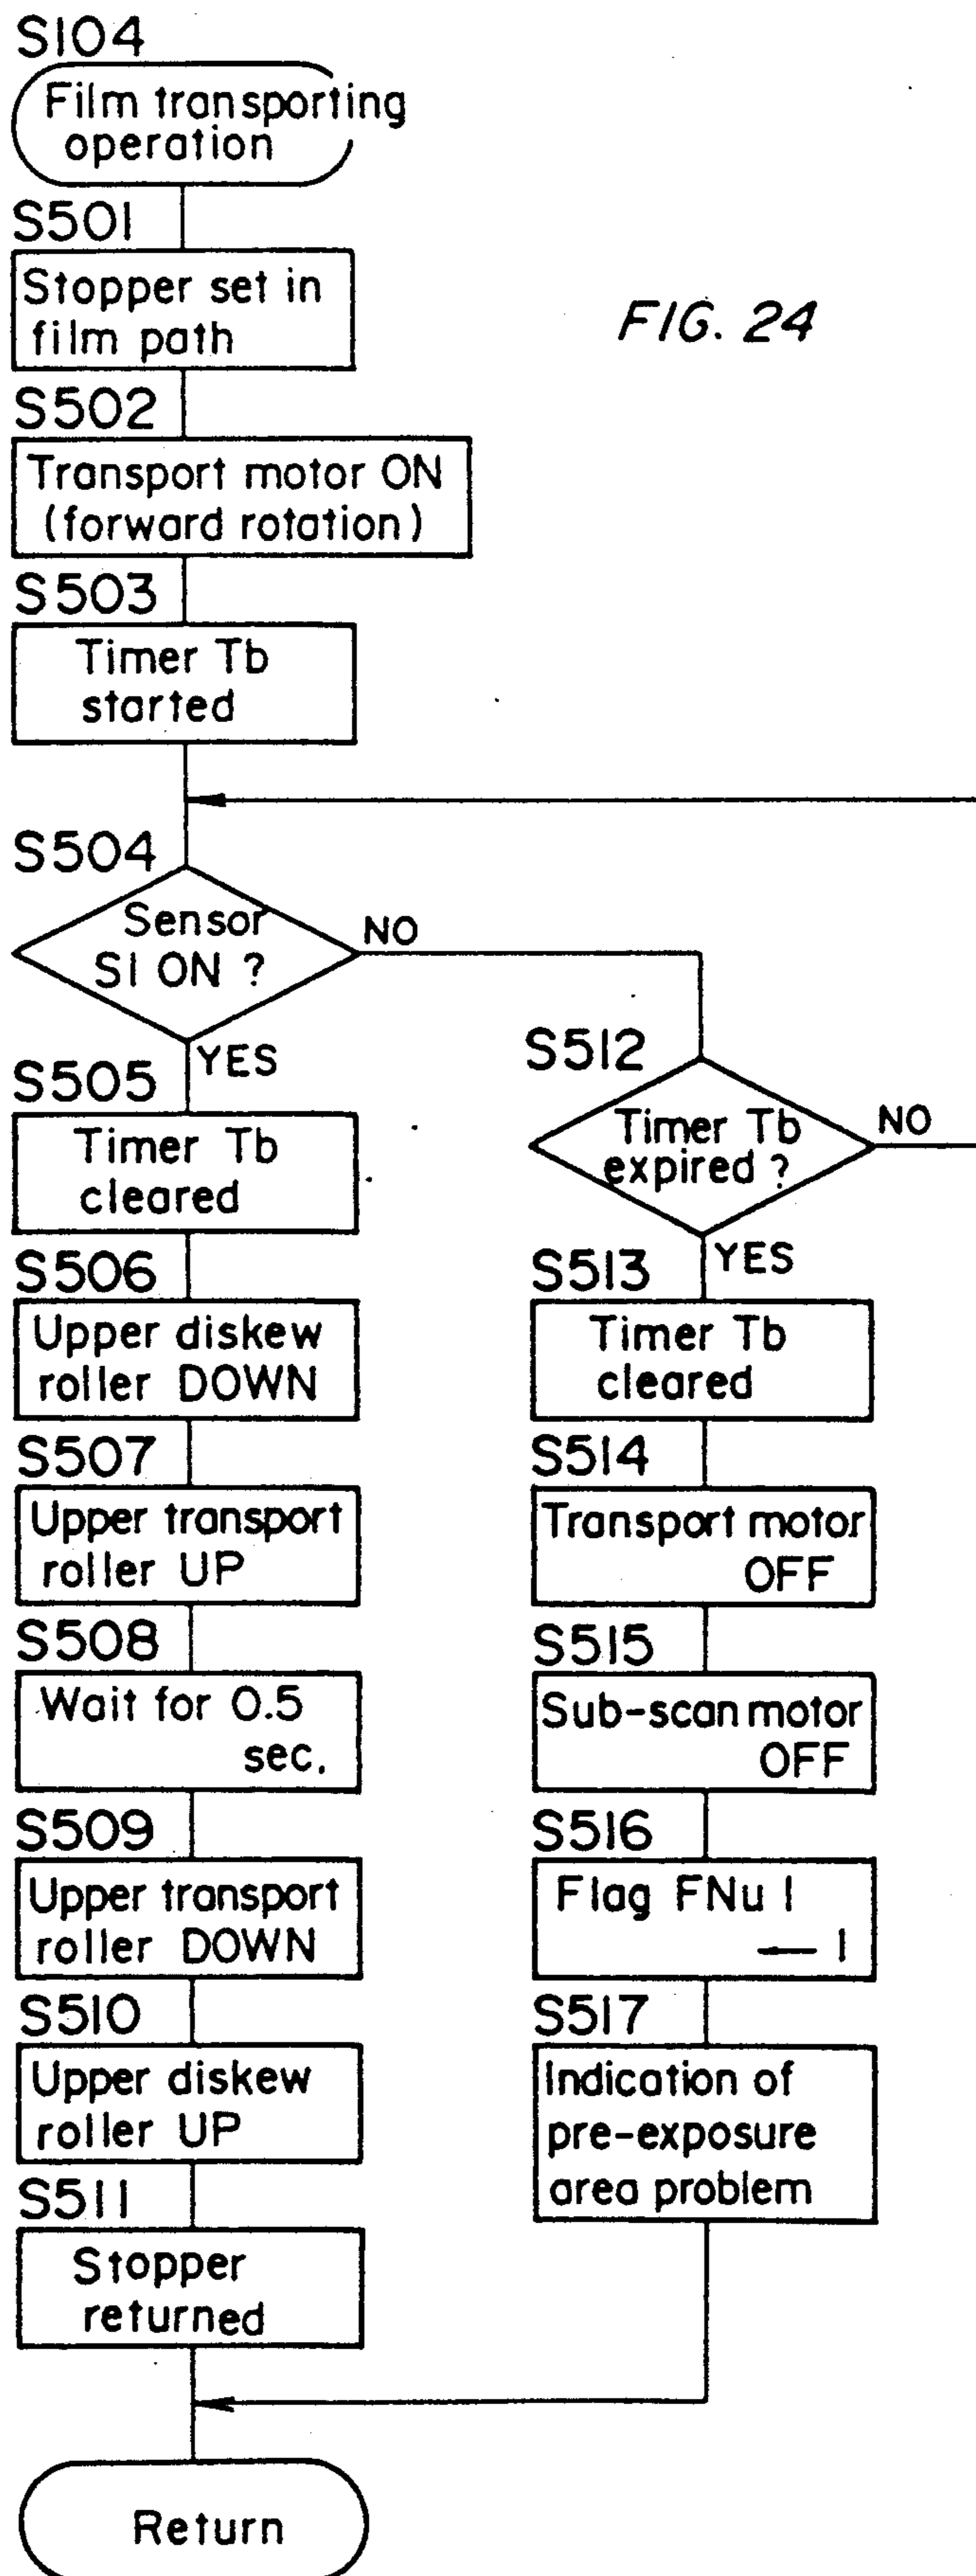 S104
Film transporting
operation
S501
Stopper set in
film path
FIG. 24
S502
Transport motor ON
(forward rotation)
S503
Timer Tb
started
S504
Sensor
S1 ON ?
NO
YES
S505
Timer Tb
cleared
S506
Upper diskew
roller DOWN
S507
Upper transport
roller UP
S508
Wait for 0.5
sec.
S509
Upper transport
roller DOWN
S510
Upper diskew
roller UP
S511
Stopper
returned
S512
Timer Tb
expired ?
NO
YES
S513
Timer Tb
cleared
S514
Transport motor
OFF
S515
Sub-scan motor
OFF
S516
Flag FNu 1
← 1
S517
Indication of
pre-exposure
area problem
Return